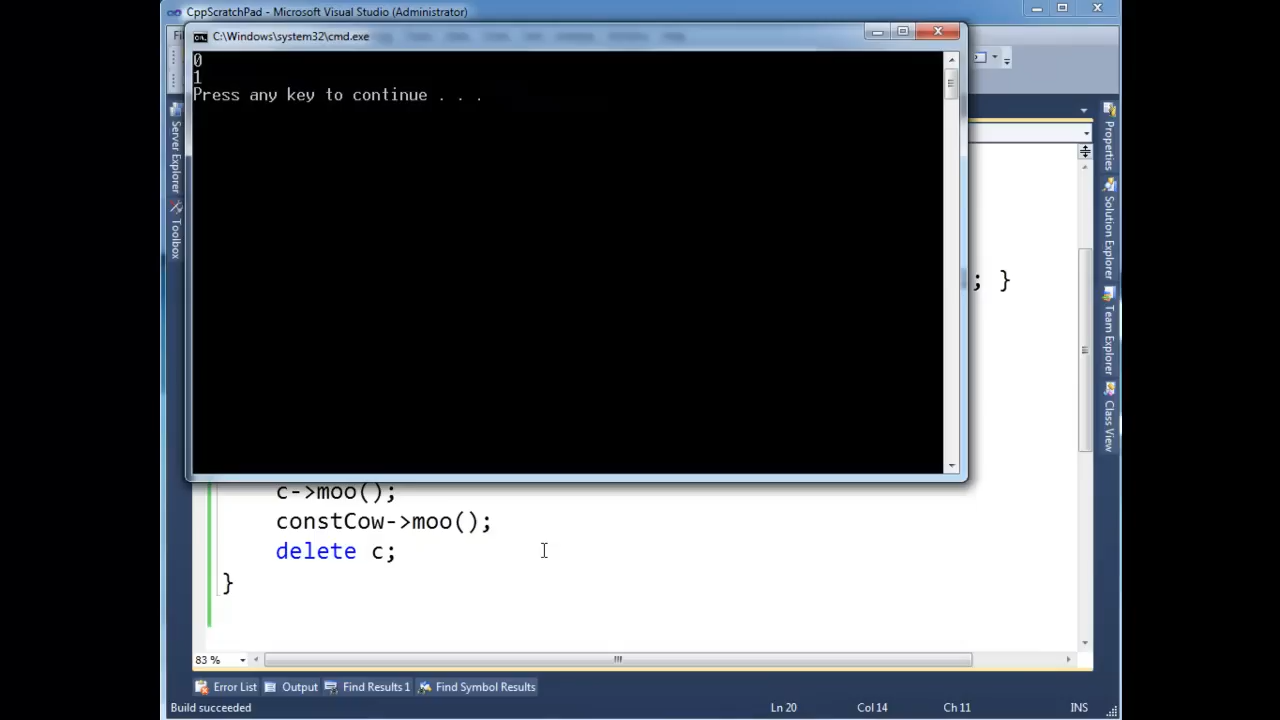 CppScratchPad - Microsoft Visual Studio (Administrator)
C:\Windows\system32\cmd.exe
0
1
Press any key to continue . . .
Server Explorer
Toolbox
Properties
Solution Explorer
Team Explorer
Class View
; }
c->moo();
constCow->moo();
delete c;
}
83 %
Error List
Output
Find Results 1
Find Symbol Results
Build succeeded
Ln 20
Col 14
Ch 11
INS